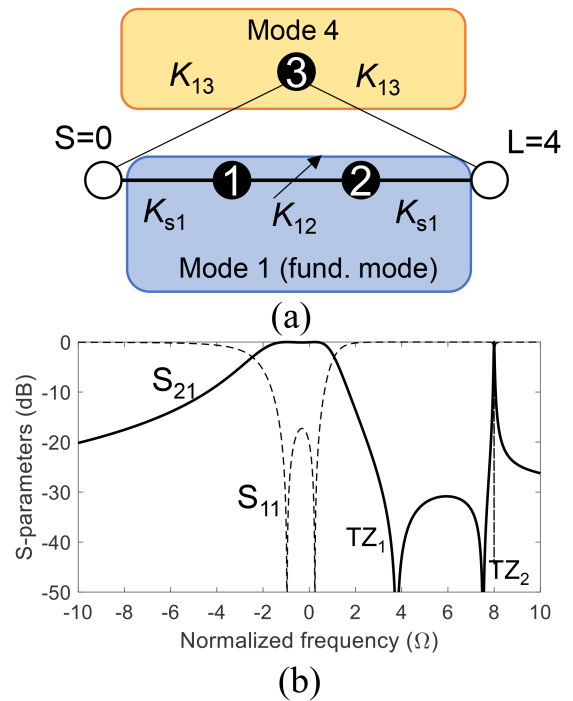 Mode 4
K13 3 K13
S=0 L=4
1 2
Ks1 K12 Ks1
Mode 1 (fund. mode)
(a)
S-parameters (dB)
0
-10
-20
-30
-40
-50
S21
S11
TZ1
TZ2
-10 -8 -6 -4 -2 0 2 4 6 8 10
Normalized frequency (Ω)
(b)